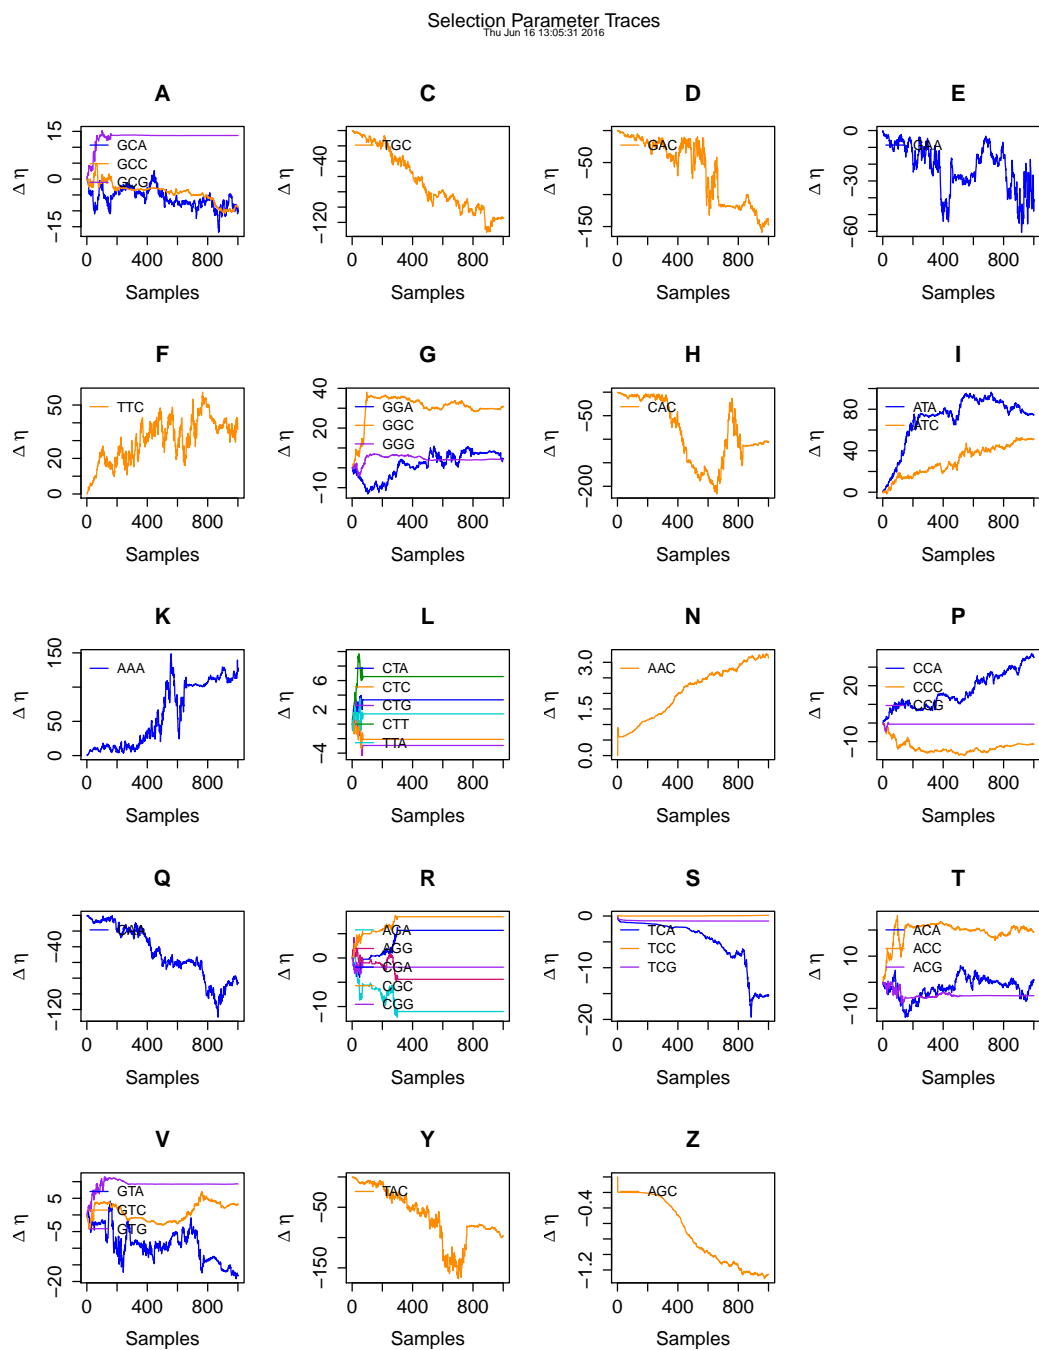 Selection Parameter Traces
Thu Jun 16 13:05:31 2016
A
C
D
E
15
0
−15
Δ η
GCA
GCC
GCG
0 400 800
Samples
−40
−120
Δ η
TGC
0 400 800
Samples
−50
−150
Δ η
GAC
0 400 800
Samples
0
−30
−60
Δ η
GAA
0 400 800
Samples
F
G
H
I
50
20
0
Δ η
TTC
0 400 800
Samples
40
20
−10
Δ η
GGA
GGC
GGG
0 400 800
Samples
−50
−200
Δ η
CAC
0 400 800
Samples
80
40
0
Δ η
ATA
ATC
0 400 800
Samples
K
L
N
P
150
50
0
Δ η
AAA
0 400 800
Samples
6
2
−4
Δ η
CTA
CTC
CTG
CTT
TTA
0 400 800
Samples
3.0
1.5
0.0
Δ η
AAC
0 400 800
Samples
20
−10
Δ η
CCA
CCC
CCG
0 400 800
Samples
Q
R
S
T
−40
−120
Δ η
CAA
0 400 800
Samples
0
−10
Δ η
AGA
AGG
CGA
CGC
CGG
0 400 800
Samples
0
−10
−20
Δ η
TCA
TCC
TCG
0 400 800
Samples
10
−10
Δ η
ACA
ACC
ACG
0 400 800
Samples
V
Y
Z
5
−5
−20
Δ η
GTA
GTC
GTG
0 400 800
Samples
−50
−150
Δ η
TAC
0 400 800
Samples
−0.4
−1.2
Δ η
AGC
0 400 800
Samples